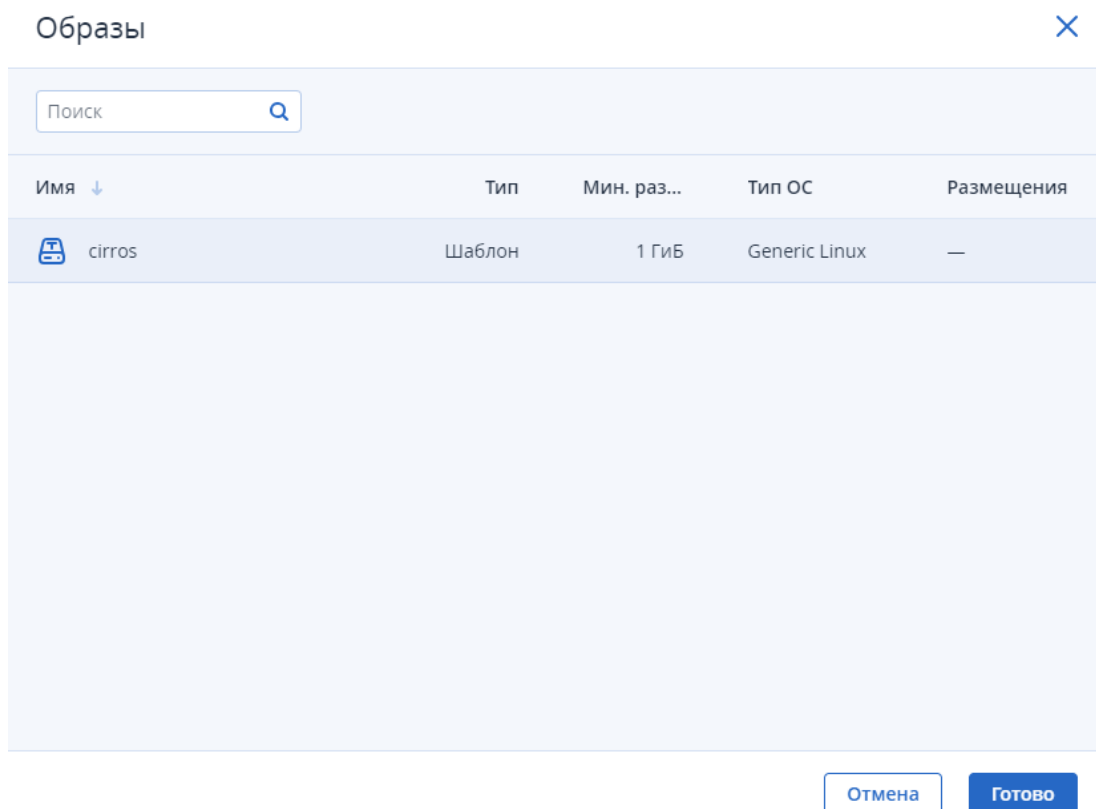 Образы
Поиск
Имя Тип Мин. раз... Тип ОС Размещения
cirros Шаблон 1 ГиБ Generic Linux —
Отмена Готово